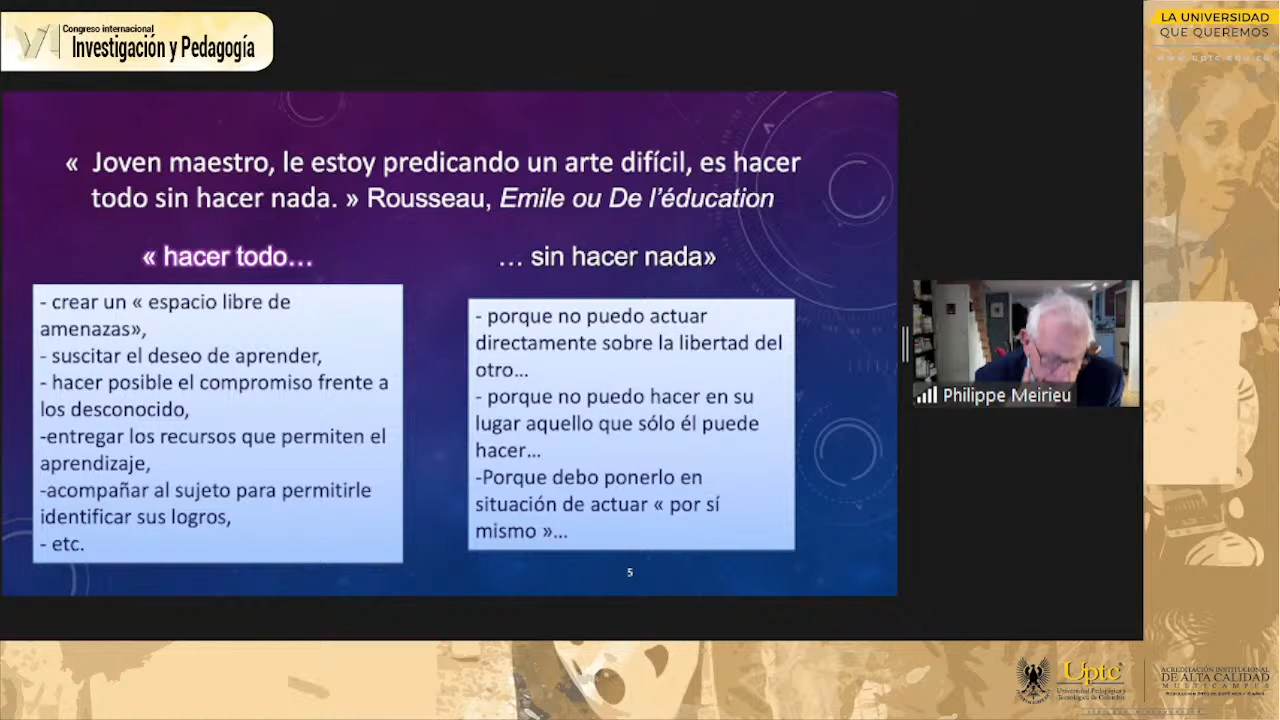 Congreso internacional
Investigación y Pedagogía
LA UNIVERSIDAD
QUE QUEREMOS
www.uptc.edu.co
« Joven maestro, le estoy predicando un arte difícil, es hacer
todo sin hacer nada. » Rousseau, Emile ou De l'éducation
« hacer todo…
- crear un « espacio libre de
amenazas»,
- suscitar el deseo de aprender,
- hacer posible el compromiso frente a
los desconocido,
-entregar los recursos que permiten el
aprendizaje,
-acompañar al sujeto para permitirle
identificar sus logros,
- etc.
… sin hacer nada»
- porque no puedo actuar
directamente sobre la libertad del
otro…
- porque no puedo hacer en su
lugar aquello que sólo él puede
hacer…
-Porque debo ponerlo en
situación de actuar « por sí
mismo »…
5
Philippe Meirieu
Uptc
Universidad Pedagógica y
Tecnológica de Colombia
ACREDITACIÓN INSTITUCIONAL
DE ALTA CALIDAD
MULTICAMPUS